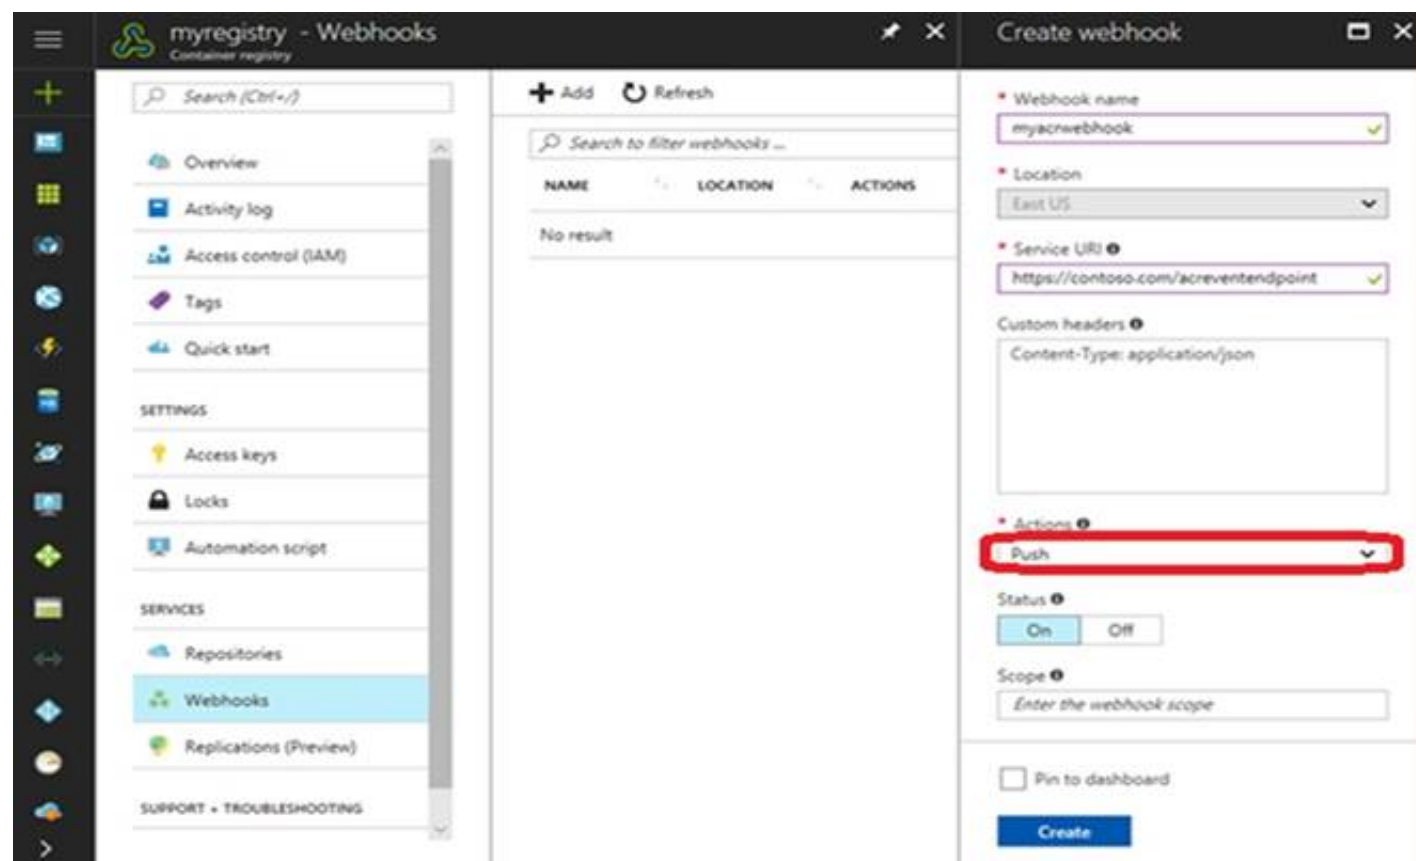 myregistry - Webhooks
Container registry
Search (Ctrl+/)
Overview
Activity log
Access control (IAM)
Tags
Quick start
SETTINGS
Access keys
Locks
Automation script
SERVICES
Repositories
Webhooks
Replications (Preview)
SUPPORT + TROUBLESHOOTING
Add Refresh
Search to filter webhooks ...
NAME LOCATION ACTIONS
No result
Create webhook
* Webhook name
myacrwebhook
* Location
East US
* Service URI
https://contoso.com/acreventendpoint
Custom headers
Content-Type: application/json
* Actions
Push
Status
On Off
Scope
Enter the webhook scope
Pin to dashboard
Create